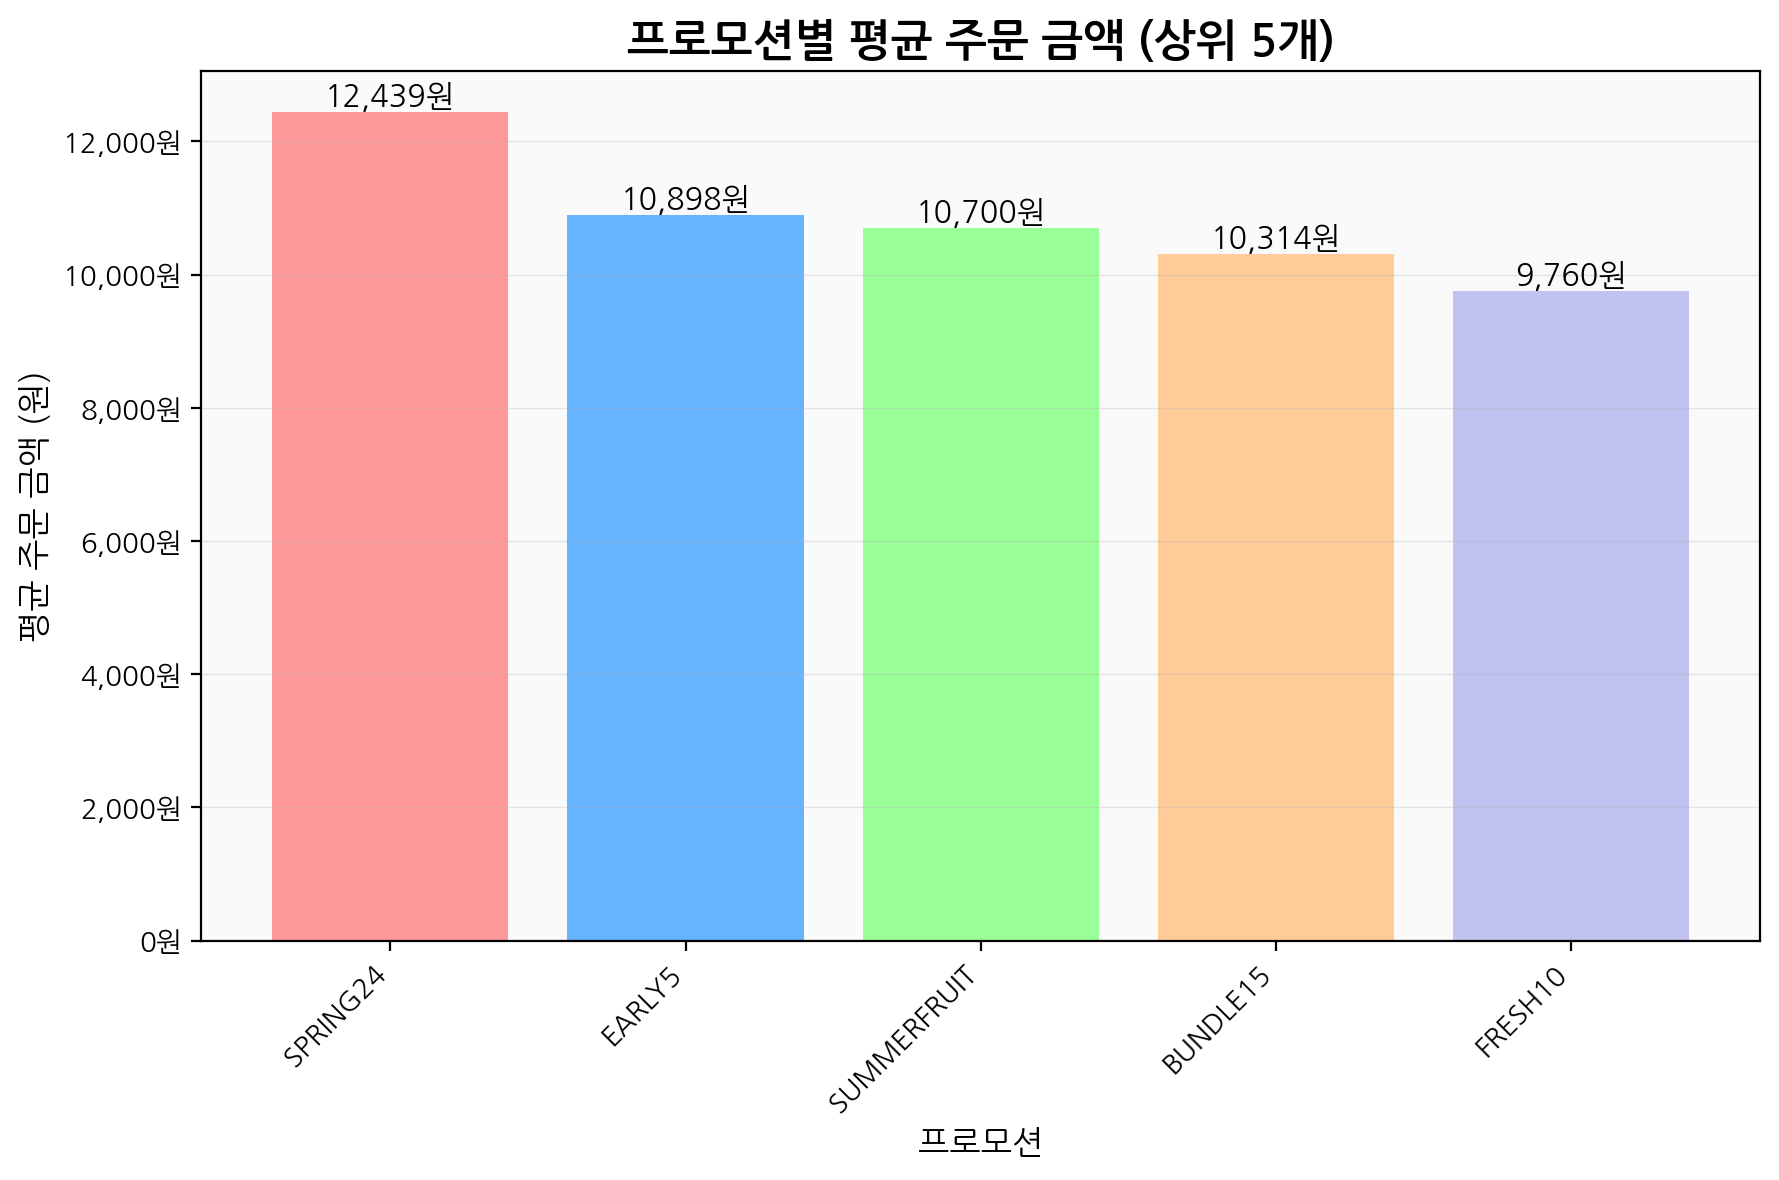 프로모션별 평균 주문 금액 (상위 5개)
평균 주문 금액 (원)
12,000원
10,000원
8,000원
6,000원
4,000원
2,000원
0원
12,439원
10,898원
10,700원
10,314원
9,760원
SPRING24
EARLY5
SUMMERFRUIT
BUNDLE15
FRESH10
프로모션